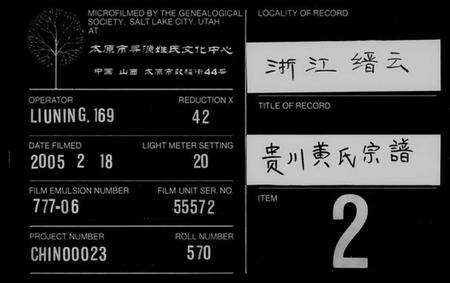 MICROFILMED BY THE GENEALOGICAL
SOCIETY, SALT LAKE CITY, UTAH
AT
太原市寻源姓氏文化中心
中国 山西 太原市
44号
OPERATOR
REDUCTION X
LIUNING, 169
42
DATE FILMED
LIGHT METER SETTING
2005 2 18
20
FILM EMULSION NUMBER
FILM UNIT SER. NO.
777-06
55572
PROJECT NUMBER
ROLL NUMBER
CHIN00023
570
LOCALITY OF RECORD
浙江 缙云
TITLE OF RECORD
贵川黄氏宗譜
ITEM
2